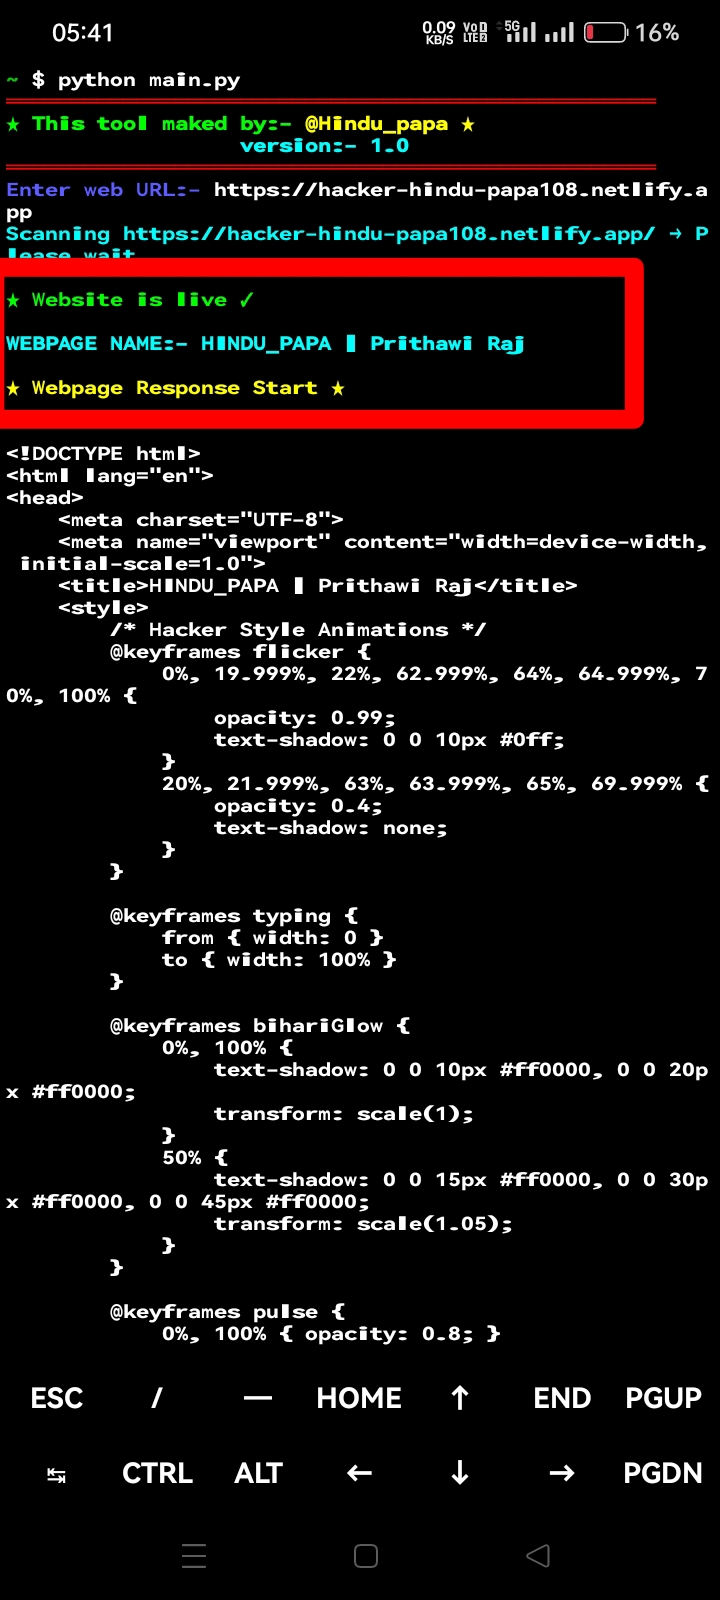 05:41 0.09 KB/S VoD LTE2 5G 16%
~ $ python main.py
★ This tool maked by:- @Hindu_papa ★
version:- 1.0
Enter web URL:- https://hacker-hindu-papa108.netlify.a
pp
Scanning https://hacker-hindu-papa108.netlify.app/ → P
lease wait
★ Website is live ✓
WEBPAGE NAME:- HINDU_PAPA | Prithawi Raj
★ Webpage Response Start ★
<!DOCTYPE html>
<html lang="en">
<head>
    <meta charset="UTF-8">
    <meta name="viewport" content="width=device-width,
 initial-scale=1.0">
    <title>HINDU_PAPA | Prithawi Raj</title>
    <style>
        /* Hacker Style Animations */
        @keyframes flicker {
            0%, 19.999%, 22%, 62.999%, 64%, 64.999%, 7
0%, 100% {
                opacity: 0.99;
                text-shadow: 0 0 10px #0ff;
            }
            20%, 21.999%, 63%, 63.999%, 65%, 69.999% {
                opacity: 0.4;
                text-shadow: none;
            }
        }
        @keyframes typing {
            from { width: 0 }
            to { width: 100% }
        }
        @keyframes bihariGlow {
            0%, 100% {
                text-shadow: 0 0 10px #ff0000, 0 0 20p
x #ff0000;
                transform: scale(1);
            }
            50% {
                text-shadow: 0 0 15px #ff0000, 0 0 30p
x #ff0000, 0 0 45px #ff0000;
                transform: scale(1.05);
            }
        }
        @keyframes pulse {
            0%, 100% { opacity: 0.8; }
ESC / — HOME ↑ END PGUP
↹ CTRL ALT ← ↓ → PGDN